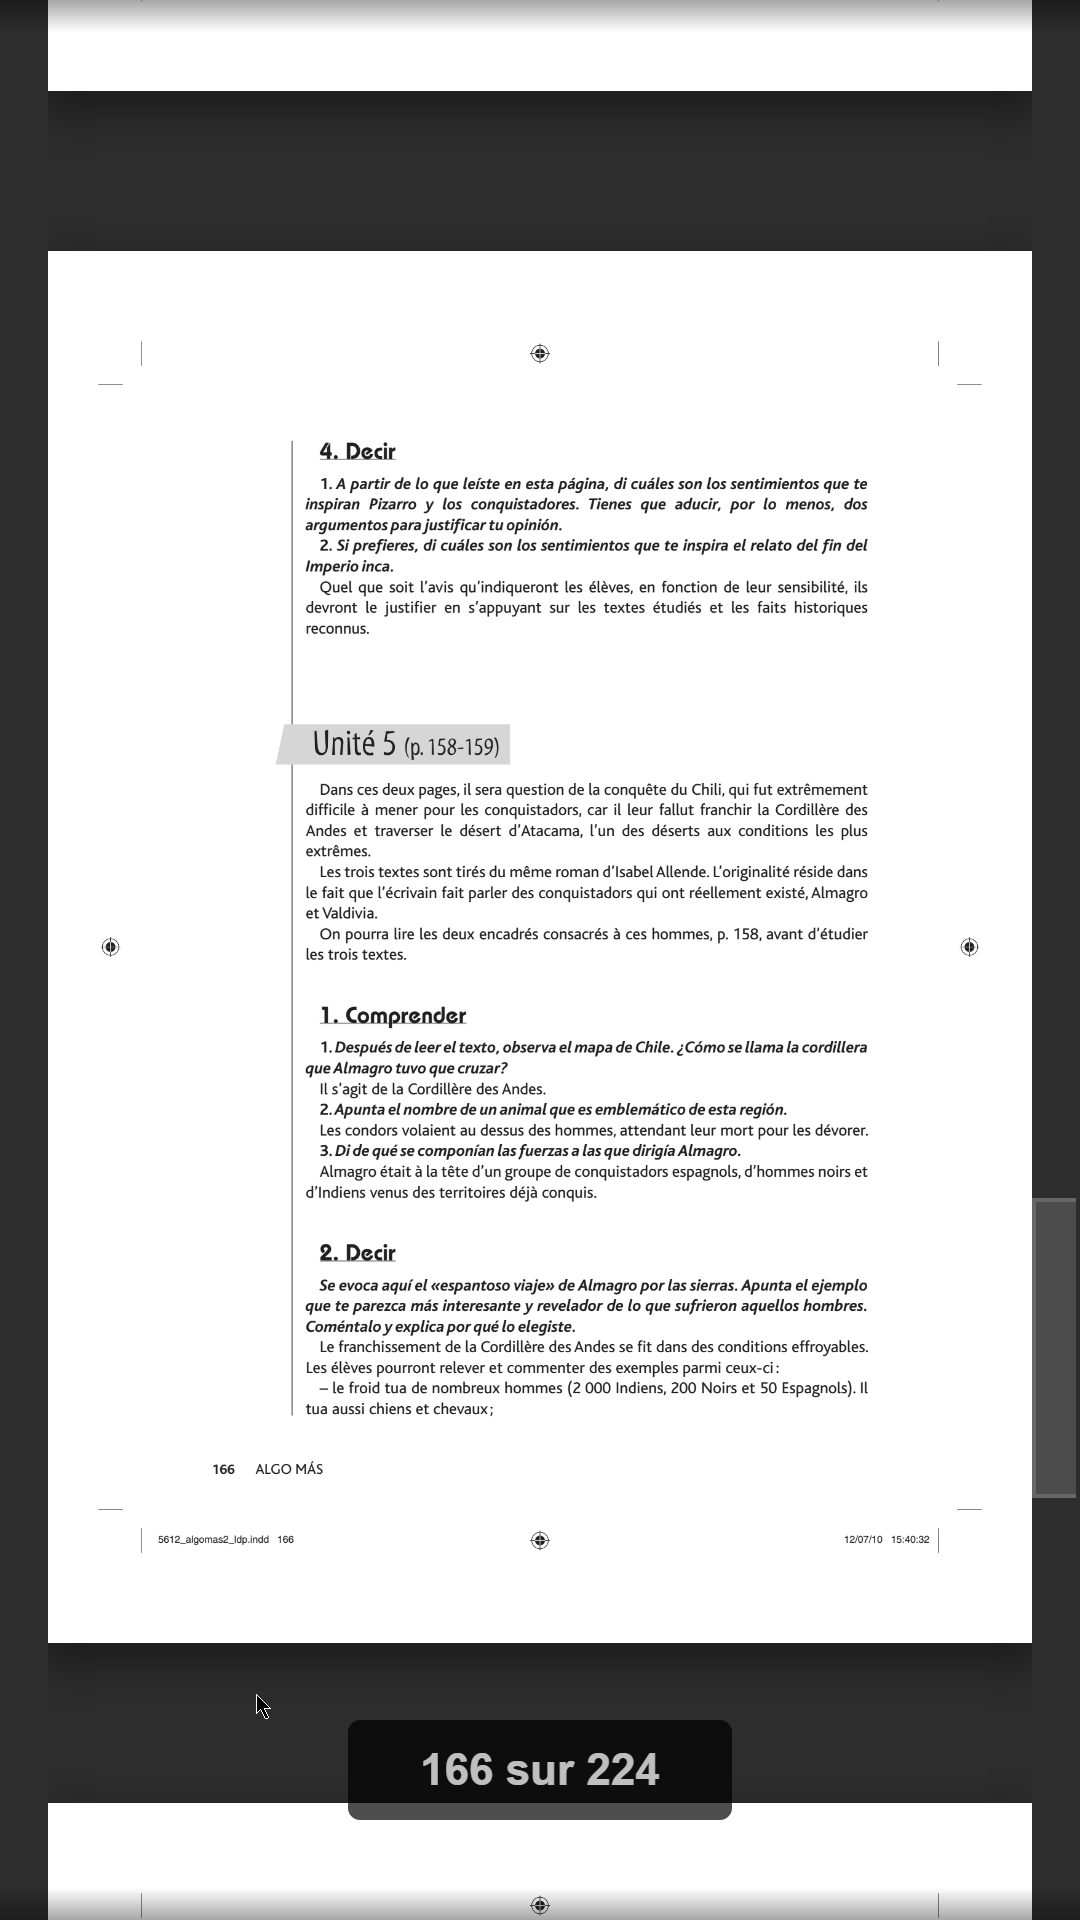 4. Decir
1. A partir de lo que leíste en esta página, di cuáles son los sentimientos que te
inspiran Pizarro y los conquistadores. Tienes que aducir, por lo menos, dos
argumentos para justificar tu opinión.
2. Si prefieres, di cuáles son los sentimientos que te inspira el relato del fin del
Imperio inca.
Quel que soit l’avis qu’indiqueront les élèves, en fonction de leur sensibilité, ils
devront le justifier en s’appuyant sur les textes étudiés et les faits historiques
reconnus.
Unité 5 (p. 158-159)
Dans ces deux pages, il sera question de la conquête du Chili, qui fut extrêmement
difficile à mener pour les conquistadors, car il leur fallut franchir la Cordillère des
Andes et traverser le désert d’Atacama, l’un des déserts aux conditions les plus
extrêmes.
Les trois textes sont tirés du même roman d’Isabel Allende. L’originalité réside dans
le fait que l’écrivain fait parler des conquistadors qui ont réellement existé, Almagro
et Valdivia.
On pourra lire les deux encadrés consacrés à ces hommes, p. 158, avant d’étudier
les trois textes.
1. Comprender
1. Después de leer el texto, observa el mapa de Chile. ¿Cómo se llama la cordillera
que Almagro tuvo que cruzar?
Il s’agit de la Cordillère des Andes.
2. Apunta el nombre de un animal que es emblemático de esta región.
Les condors volaient au dessus des hommes, attendant leur mort pour les dévorer.
3. Di de qué se componían las fuerzas a las que dirigía Almagro.
Almagro était à la tête d’un groupe de conquistadors espagnols, d’hommes noirs et
d’Indiens venus des territoires déjà conquis.
2. Decir
Se evoca aquí el «espantoso viaje» de Almagro por las sierras. Apunta el ejemplo
que te parezca más interesante y revelador de lo que sufrieron aquellos hombres.
Coméntalo y explica por qué lo elegiste.
Le franchissement de la Cordillère des Andes se fit dans des conditions effroyables.
Les élèves pourront relever et commenter des exemples parmi ceux-ci :
– le froid tua de nombreux hommes (2 000 Indiens, 200 Noirs et 50 Espagnols). Il
tua aussi chiens et chevaux ;
166 ALGO MÁS
5612_algomas2_ldp.indd 166
12/07/10 15:40:32
166 sur 224